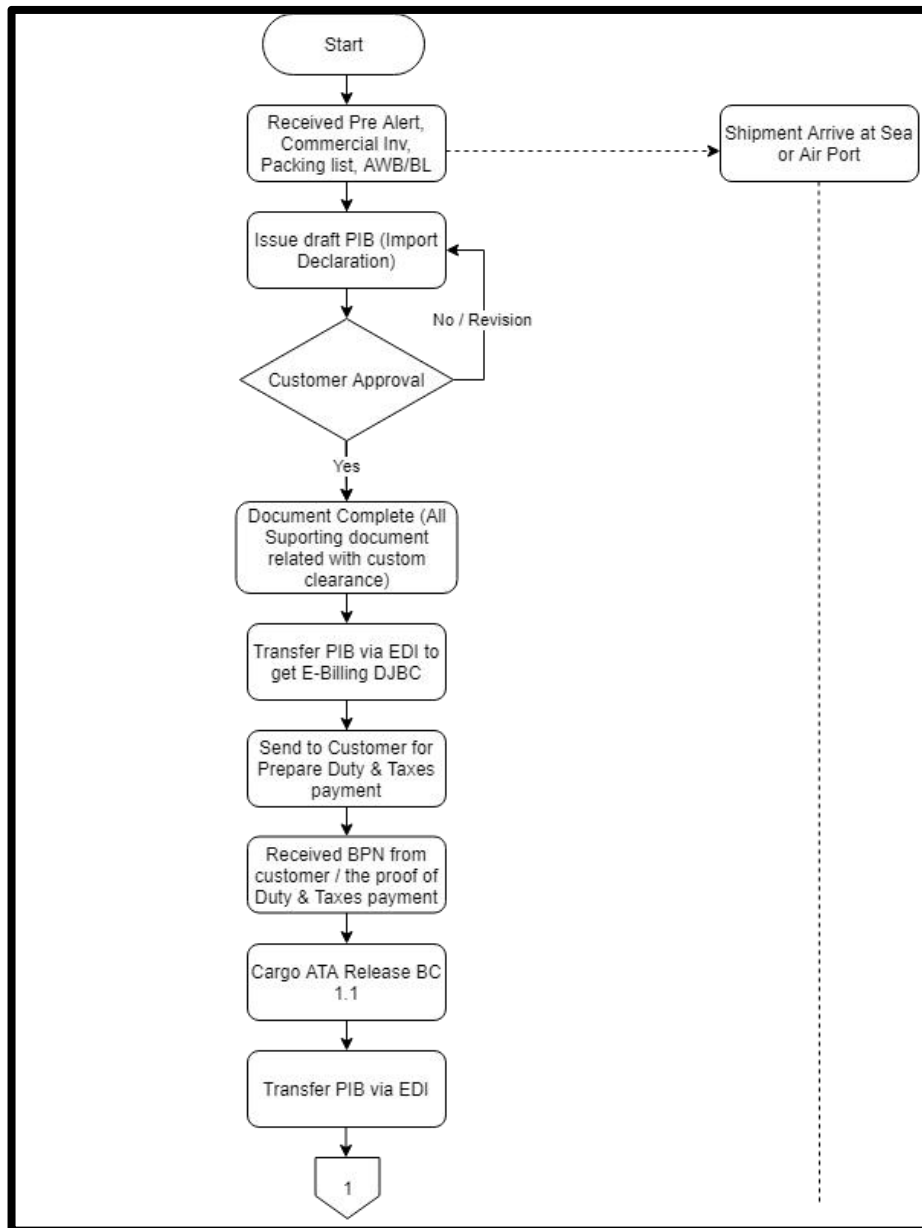 Start
Received Pre Alert,
Commercial Inv,
Packing list, AWB/BL
Shipment Arrive at Sea
or Air Port
Issue draft PIB (Import
Declaration)
No / Revision
Customer Approval
Yes
Document Complete (All
Suporting document
related with custom
clearance)
Transfer PIB via EDI to
get E-Billing DJBC
Send to Customer for
Prepare Duty & Taxes
payment
Received BPN from
customer / the proof of
Duty & Taxes payment
Cargo ATA Release BC
1.1
Transfer PIB via EDI
1